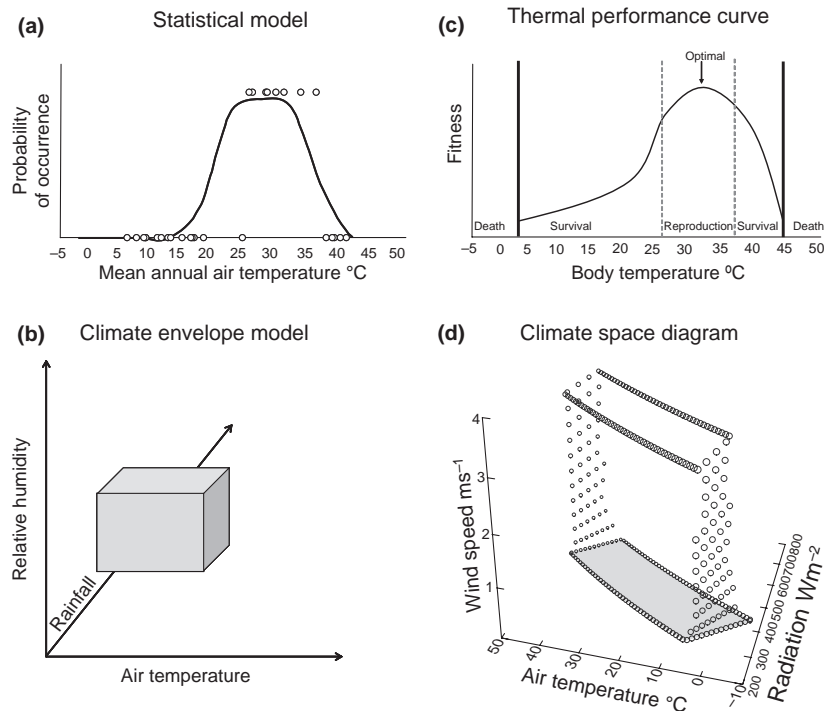 (a)
Statistical model
Probability
of occurrence
–5 0 5 10 15 20 25 30 35 40 45 50
Mean annual air temperature °C
(c)
Thermal performance curve
Optimal
Fitness
Death
Survival
Reproduction
Survival
Death
–5 0 5 10 15 20 25 30 35 40 45 50
Body temperature ⁰C
(b)
Climate envelope model
Relative humidity
Rainfall
Air temperature
(d)
Climate space diagram
4
3
2
1
Wind speed ms⁻¹
50 40 30 20 10 0 –10
Air temperature °C
200 300 400 500 600 700 800
Radiation Wm⁻²